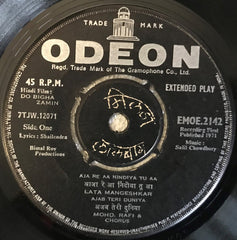 TRADE MARK
ODEON
Regd. Trade Mark of The Gramophone Co. Ltd.
45 R.P.M.
EXTENDED PLAY
Hindi Film:
DO BIGHA
ZAMIN
7TJW.12071
EMOE.2142
Side One
Recording First
Published 1971
Lyrics: Shailendra
Music: Salil Chowdhury
Bimal Roy
Productions
AJA RE AA NINDIYA TU AA
आजा रे आ निंदिया तू आ
LATA MANGESHKAR
AJAB TERI DUNIYA
अजब तेरी दुनिया
MOHD. RAFI &
CHORUS